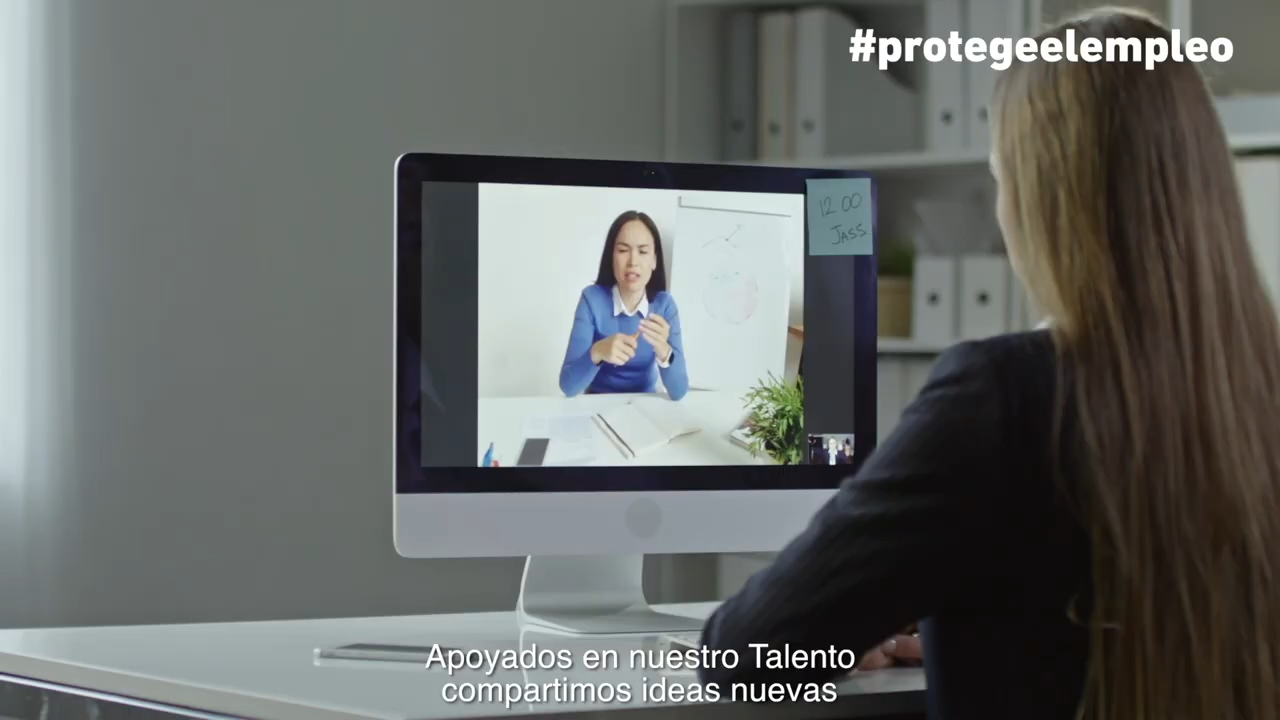 #protegeelempleo
12 00
JASS
Apoyados en nuestro Talento
compartimos ideas nuevas